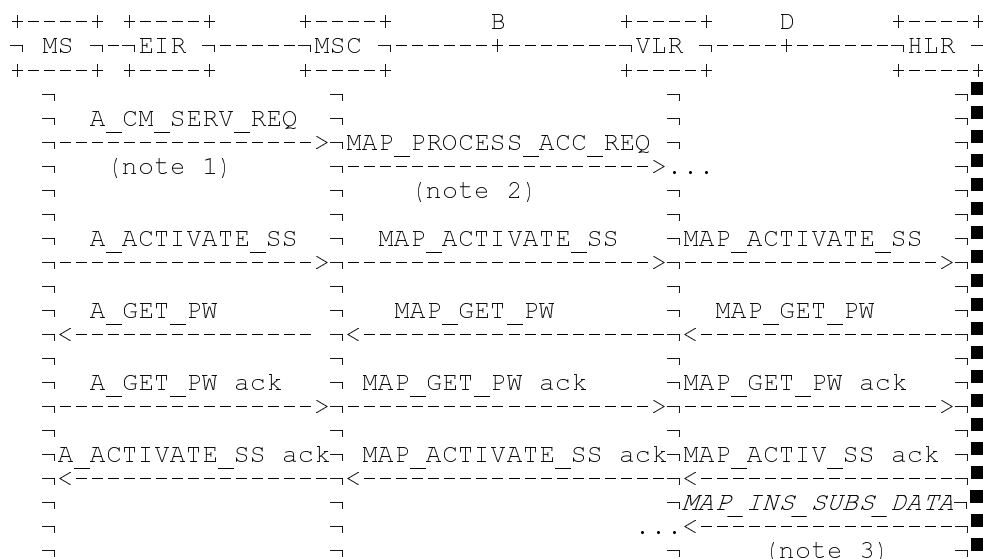 B D
MS EIR MSC VLR HLR
A_CM_SERV_REQ
MAP_PROCESS_ACC_REQ
(note 1) ...
(note 2)
A_ACTIVATE_SS MAP_ACTIVATE_SS MAP_ACTIVATE_SS
A_GET_PW MAP_GET_PW MAP_GET_PW
A_GET_PW ack MAP_GET_PW ack MAP_GET_PW ack
A_ACTIVATE_SS ack MAP_ACTIVATE_SS ack MAP_ACTIV_SS ack
MAP_INS_SUBS_DATA
...
(note 3)